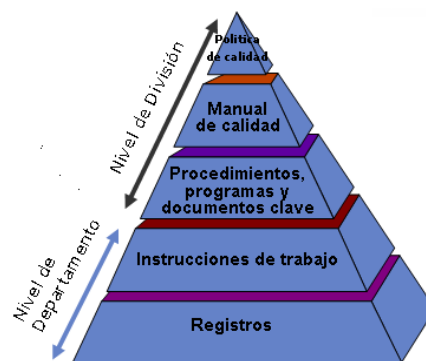 Política
de calidad
Manual
de calidad
Procedimientos,
programas y
documentos clave
Instrucciones de trabajo
Registros
Nivel de División
Nivel de
Departamento